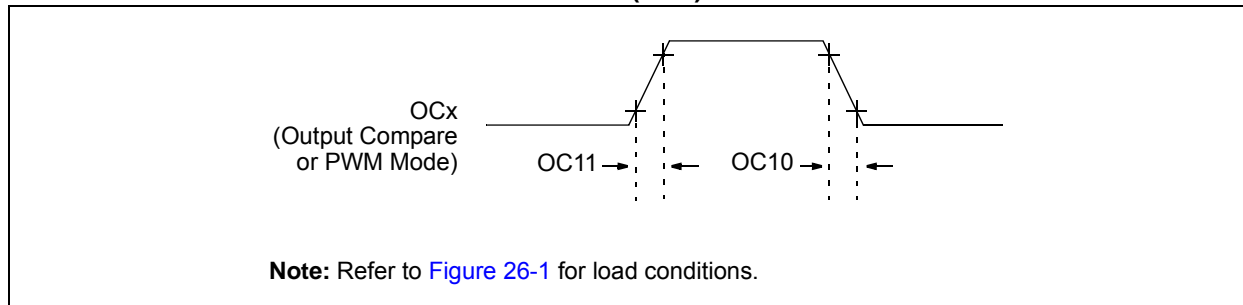 OCx
(Output Compare
or PWM Mode)
OC11
OC10
Note: Refer to Figure 26-1 for load conditions.